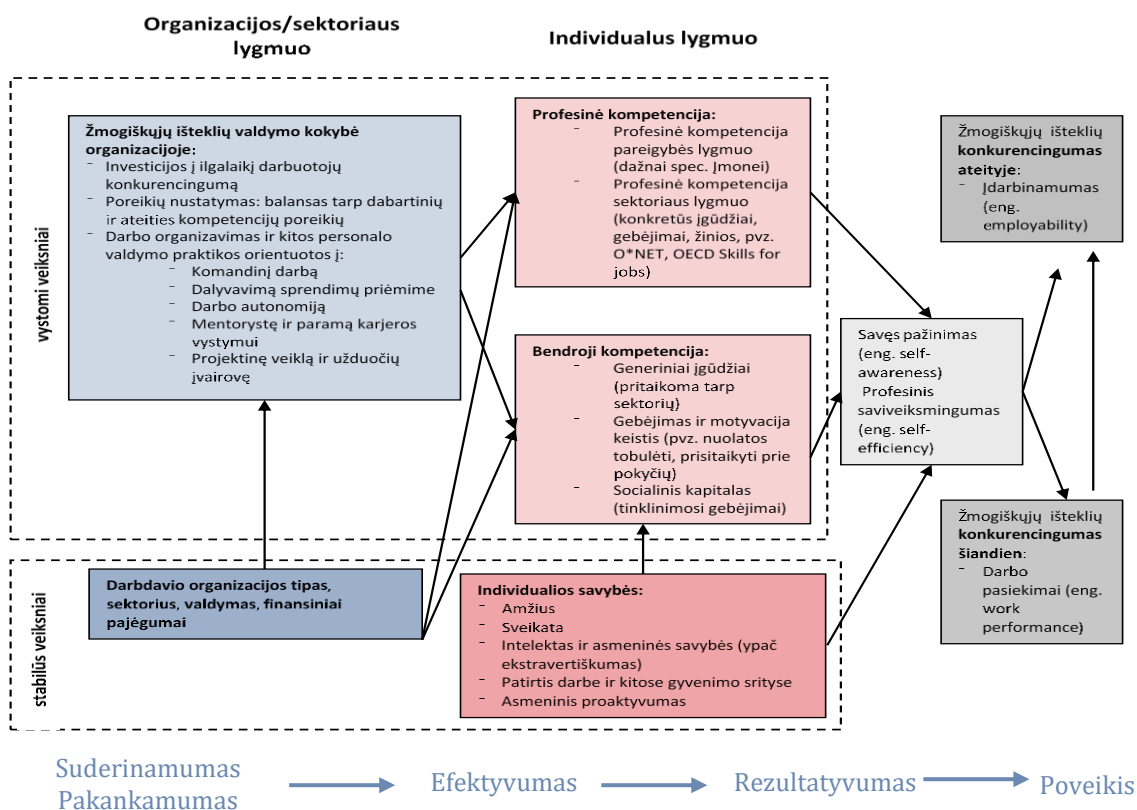 Organizacijos/sektoriaus
lygmuo
Individualus lygmuo
vystomi veiksniai
Žmogiškųjų išteklių valdymo kokybė
organizacijoje:
- Investicijos į ilgalaikį darbuotojų
konkurencingumą
- Poreikių nustatymas: balansas tarp dabartinių
ir ateities kompetencijų poreikių
- Darbo organizavimas ir kitos personalo
valdymo praktikos orientuotos į:
- Komandinį darbą
- Dalyvavimą sprendimų priėmime
- Darbo autonomiją
- Mentorystę ir paramą karjeros
vystymui
- Projektinę veiklą ir užduočių
įvairovę
Profesinė kompetencija:
- Profesinė kompetencija
pareigybės lygmuo
(dažnai spec. Įmonei)
- Profesinė kompetencija
sektoriaus lygmuo
(konkretūs įgūdžiai,
gebėjimai, žinios, pvz.
O*NET, OECD Skills for
jobs)
Bendroji kompetencija:
- Generiniai įgūdžiai
(pritaikoma tarp
sektorių)
- Gebėjimas ir motyvacija
keistis (pvz. nuolatos
tobulėti, prisitaikyti prie
pokyčių)
- Socialinis kapitalas
(tinklinimosi gebėjimai)
Savęs pažinimas
(eng. self-
awareness)
Profesinis
saviveiksmingumas
(eng. self-
efficiency)
Žmogiškųjų išteklių
konkurencingumas
ateityje:
- Įdarbinamumas
(eng.
employability)
Žmogiškųjų išteklių
konkurencingumas
šiandien:
- Darbo
pasiekimai (eng.
work
performance)
stabilūs veiksniai
Darbdavio organizacijos tipas,
sektorius, valdymas, finansiniai
pajėgumai
Individualios savybės:
- Amžius
- Sveikata
- Intelektas ir asmeninės savybės (ypač
ekstravertiškumas)
- Patirtis darbe ir kitose gyvenimo srityse
- Asmeninis proaktyvumas
Suderinamumas
Pakankamumas
Efektyvumas
Rezultatyvumas
Poveikis